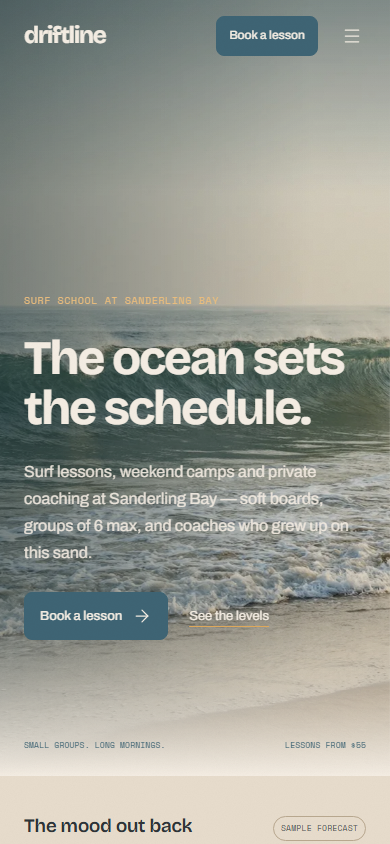 driftline
Book a lesson
SURF SCHOOL AT SANDERLING BAY
The ocean sets
the schedule.
Surf lessons, weekend camps and private
coaching at Sanderling Bay — soft boards,
groups of 6 max, and coaches who grew up on
this sand.
Book a lesson
See the levels
SMALL GROUPS. LONG MORNINGS.
LESSONS FROM $55
The mood out back
SAMPLE FORECAST